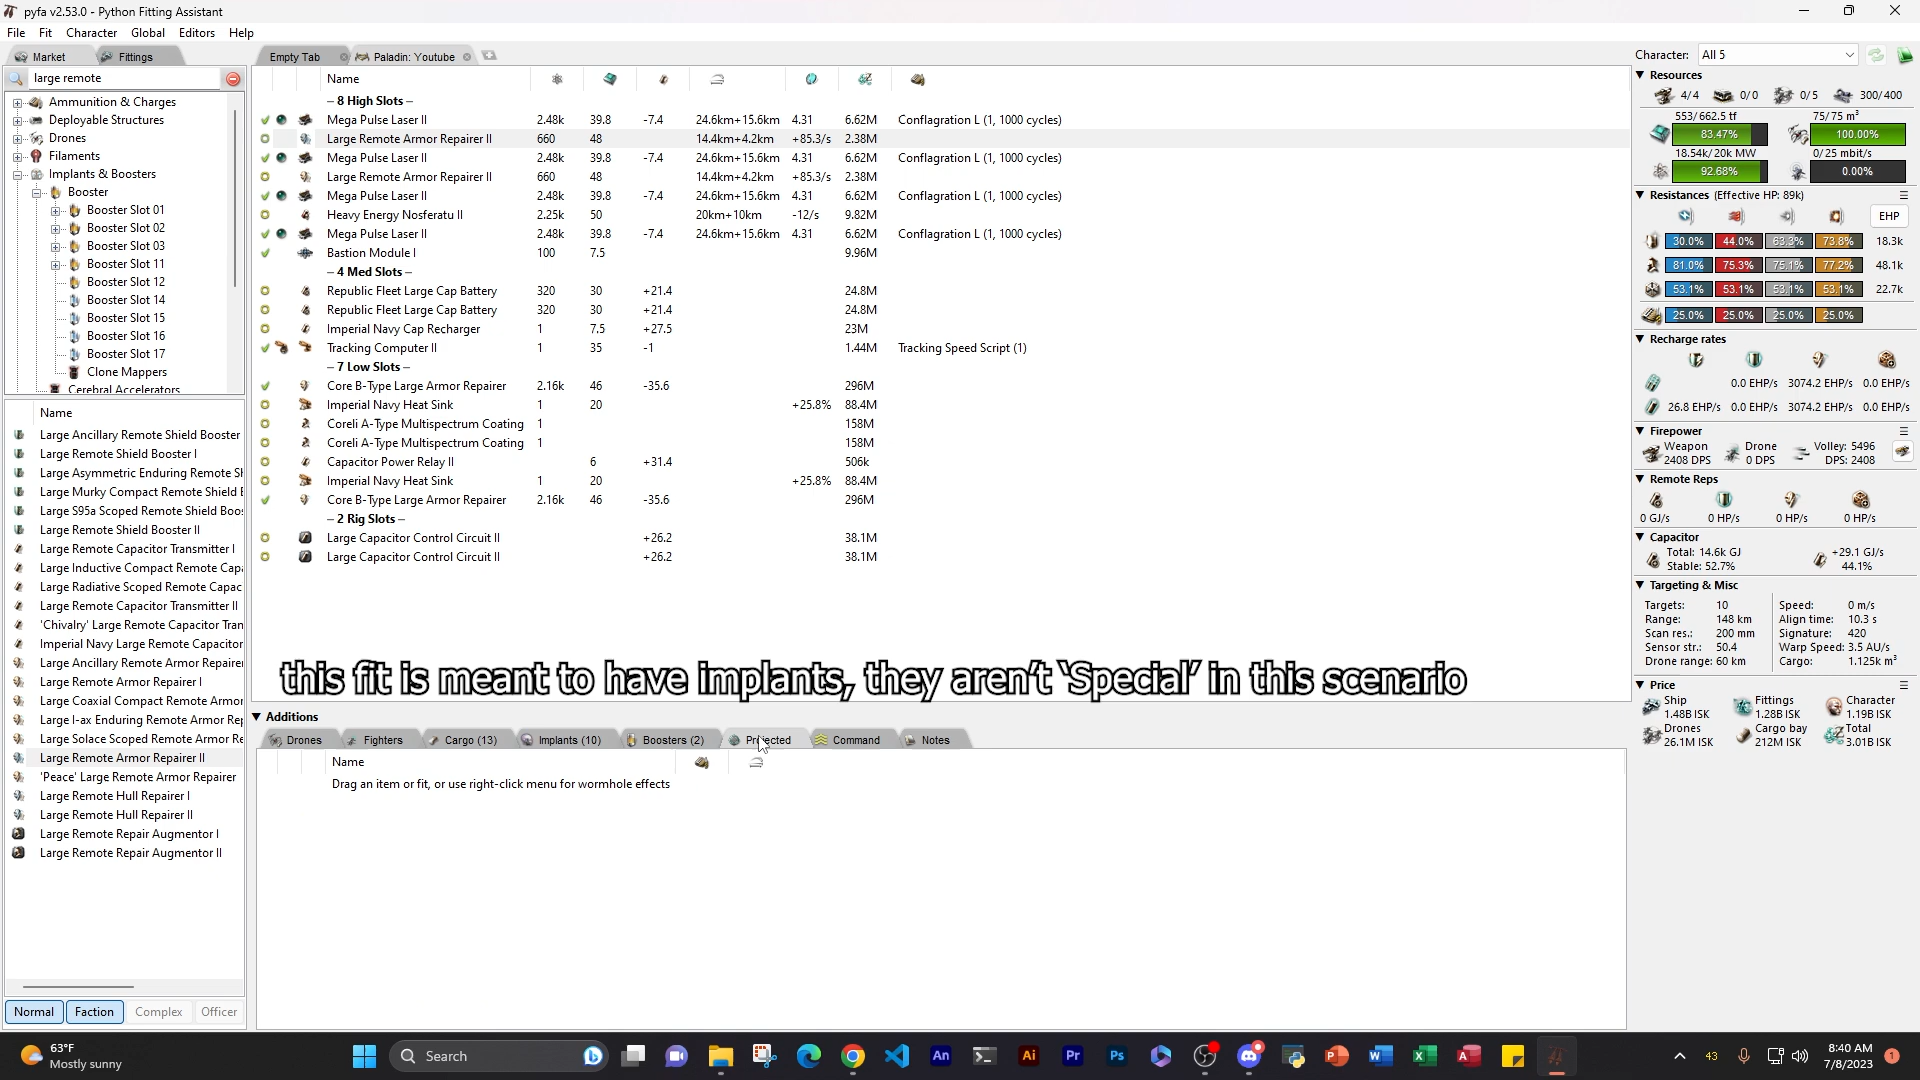 pyfa v2.53.0 - Python Fitting Assistant
File Fit Character Global Editors Help
Market Fittings
large remote
Ammunition & Charges
Deployable Structures
Drones
Filaments
Implants & Boosters
Booster
Booster Slot 01
Booster Slot 02
Booster Slot 03
Booster Slot 11
Booster Slot 12
Booster Slot 14
Booster Slot 15
Booster Slot 16
Booster Slot 17
Clone Mappers
Cerebral Accelerators
Name
Large Ancillary Remote Shield Booster
Large Remote Shield Booster I
Large Asymmetric Enduring Remote Sh
Large Murky Compact Remote Shield B
Large S95a Scoped Remote Shield Boos
Large Remote Shield Booster II
Large Remote Capacitor Transmitter I
Large Inductive Compact Remote Capa
Large Radiative Scoped Remote Capac
Large Remote Capacitor Transmitter II
'Chivalry' Large Remote Capacitor Tran
Imperial Navy Large Remote Capacitor
Large Ancillary Remote Armor Repairer
Large Remote Armor Repairer I
Large Coaxial Compact Remote Armor
Large I-ax Enduring Remote Armor Rep
Large Solace Scoped Remote Armor Re
Large Remote Armor Repairer II
'Peace' Large Remote Armor Repairer
Large Remote Hull Repairer I
Large Remote Hull Repairer II
Large Remote Repair Augmentor I
Large Remote Repair Augmentor II
Normal Faction Complex Officer
Empty Tab Paladin: Youtube
Name
– 8 High Slots –
Mega Pulse Laser II 2.48k 39.8 -7.4 24.6km+15.6km 4.31 6.62M Conflagration L (1, 1000 cycles)
Large Remote Armor Repairer II 660 48 14.4km+4.2km +85.3/s 2.38M
Mega Pulse Laser II 2.48k 39.8 -7.4 24.6km+15.6km 4.31 6.62M Conflagration L (1, 1000 cycles)
Large Remote Armor Repairer II 660 48 14.4km+4.2km +85.3/s 2.38M
Mega Pulse Laser II 2.48k 39.8 -7.4 24.6km+15.6km 4.31 6.62M Conflagration L (1, 1000 cycles)
Heavy Energy Nosferatu II 2.25k 50 20km+10km -12/s 9.82M
Mega Pulse Laser II 2.48k 39.8 -7.4 24.6km+15.6km 4.31 6.62M Conflagration L (1, 1000 cycles)
Bastion Module I 100 7.5 9.96M
– 4 Med Slots –
Republic Fleet Large Cap Battery 320 30 +21.4 24.8M
Republic Fleet Large Cap Battery 320 30 +21.4 24.8M
Imperial Navy Cap Recharger 1 7.5 +27.5 23M
Tracking Computer II 1 35 -1 1.44M Tracking Speed Script (1)
– 7 Low Slots –
Core B-Type Large Armor Repairer 2.16k 46 -35.6 296M
Imperial Navy Heat Sink 1 20 +25.8% 88.4M
Coreli A-Type Multispectrum Coating 1 158M
Coreli A-Type Multispectrum Coating 1 158M
Capacitor Power Relay II 6 +31.4 506k
Imperial Navy Heat Sink 1 20 +25.8% 88.4M
Core B-Type Large Armor Repairer 2.16k 46 -35.6 296M
– 2 Rig Slots –
Large Capacitor Control Circuit II +26.2 38.1M
Large Capacitor Control Circuit II +26.2 38.1M
this fit is meant to have implants, they aren't 'Special' in this scenario
Additions
Drones Fighters Cargo (13) Implants (10) Boosters (2) Projected Command Notes
Name
Drag an item or fit, or use right-click menu for wormhole effects
Character: All 5
Resources
4/4 0/0 0/5 300/400
553/662.5 tf 75/75 m³
83.47% 100.00%
18.54k/20k MW 0/25 mbit/s
92.68% 0.00%
Resistances (Effective HP: 89k)
EHP
30.0% 44.0% 63.3% 73.8% 18.3k
81.0% 75.3% 75.1% 77.2% 48.1k
53.1% 53.1% 53.1% 53.1% 22.7k
25.0% 25.0% 25.0% 25.0%
Recharge rates
0.0 EHP/s 3074.2 EHP/s 0.0 EHP/s
26.8 EHP/s 0.0 EHP/s 3074.2 EHP/s 0.0 EHP/s
Firepower
Weapon Drone Volley: 5496
2408 DPS 0 DPS DPS: 2408
Remote Reps
0 GJ/s 0 HP/s 0 HP/s 0 HP/s
Capacitor
Total: 14.6k GJ +29.1 GJ/s
Stable: 52.7% 44.1%
Targeting & Misc
Targets: 10 Speed: 0 m/s
Range: 148 km Align time: 10.3 s
Scan res.: 200 mm Signature: 420
Sensor str.: 50.4 Warp Speed: 3.5 AU/s
Drone range: 60 km Cargo: 1.125k m³
Price
Ship Fittings Character
1.48B ISK 1.28B ISK 1.19B ISK
Drones Cargo bay Total
26.1M ISK 212M ISK 3.01B ISK
63°F
Mostly sunny
Search
An Ai Pr Ps
43
8:40 AM
7/8/2023
1